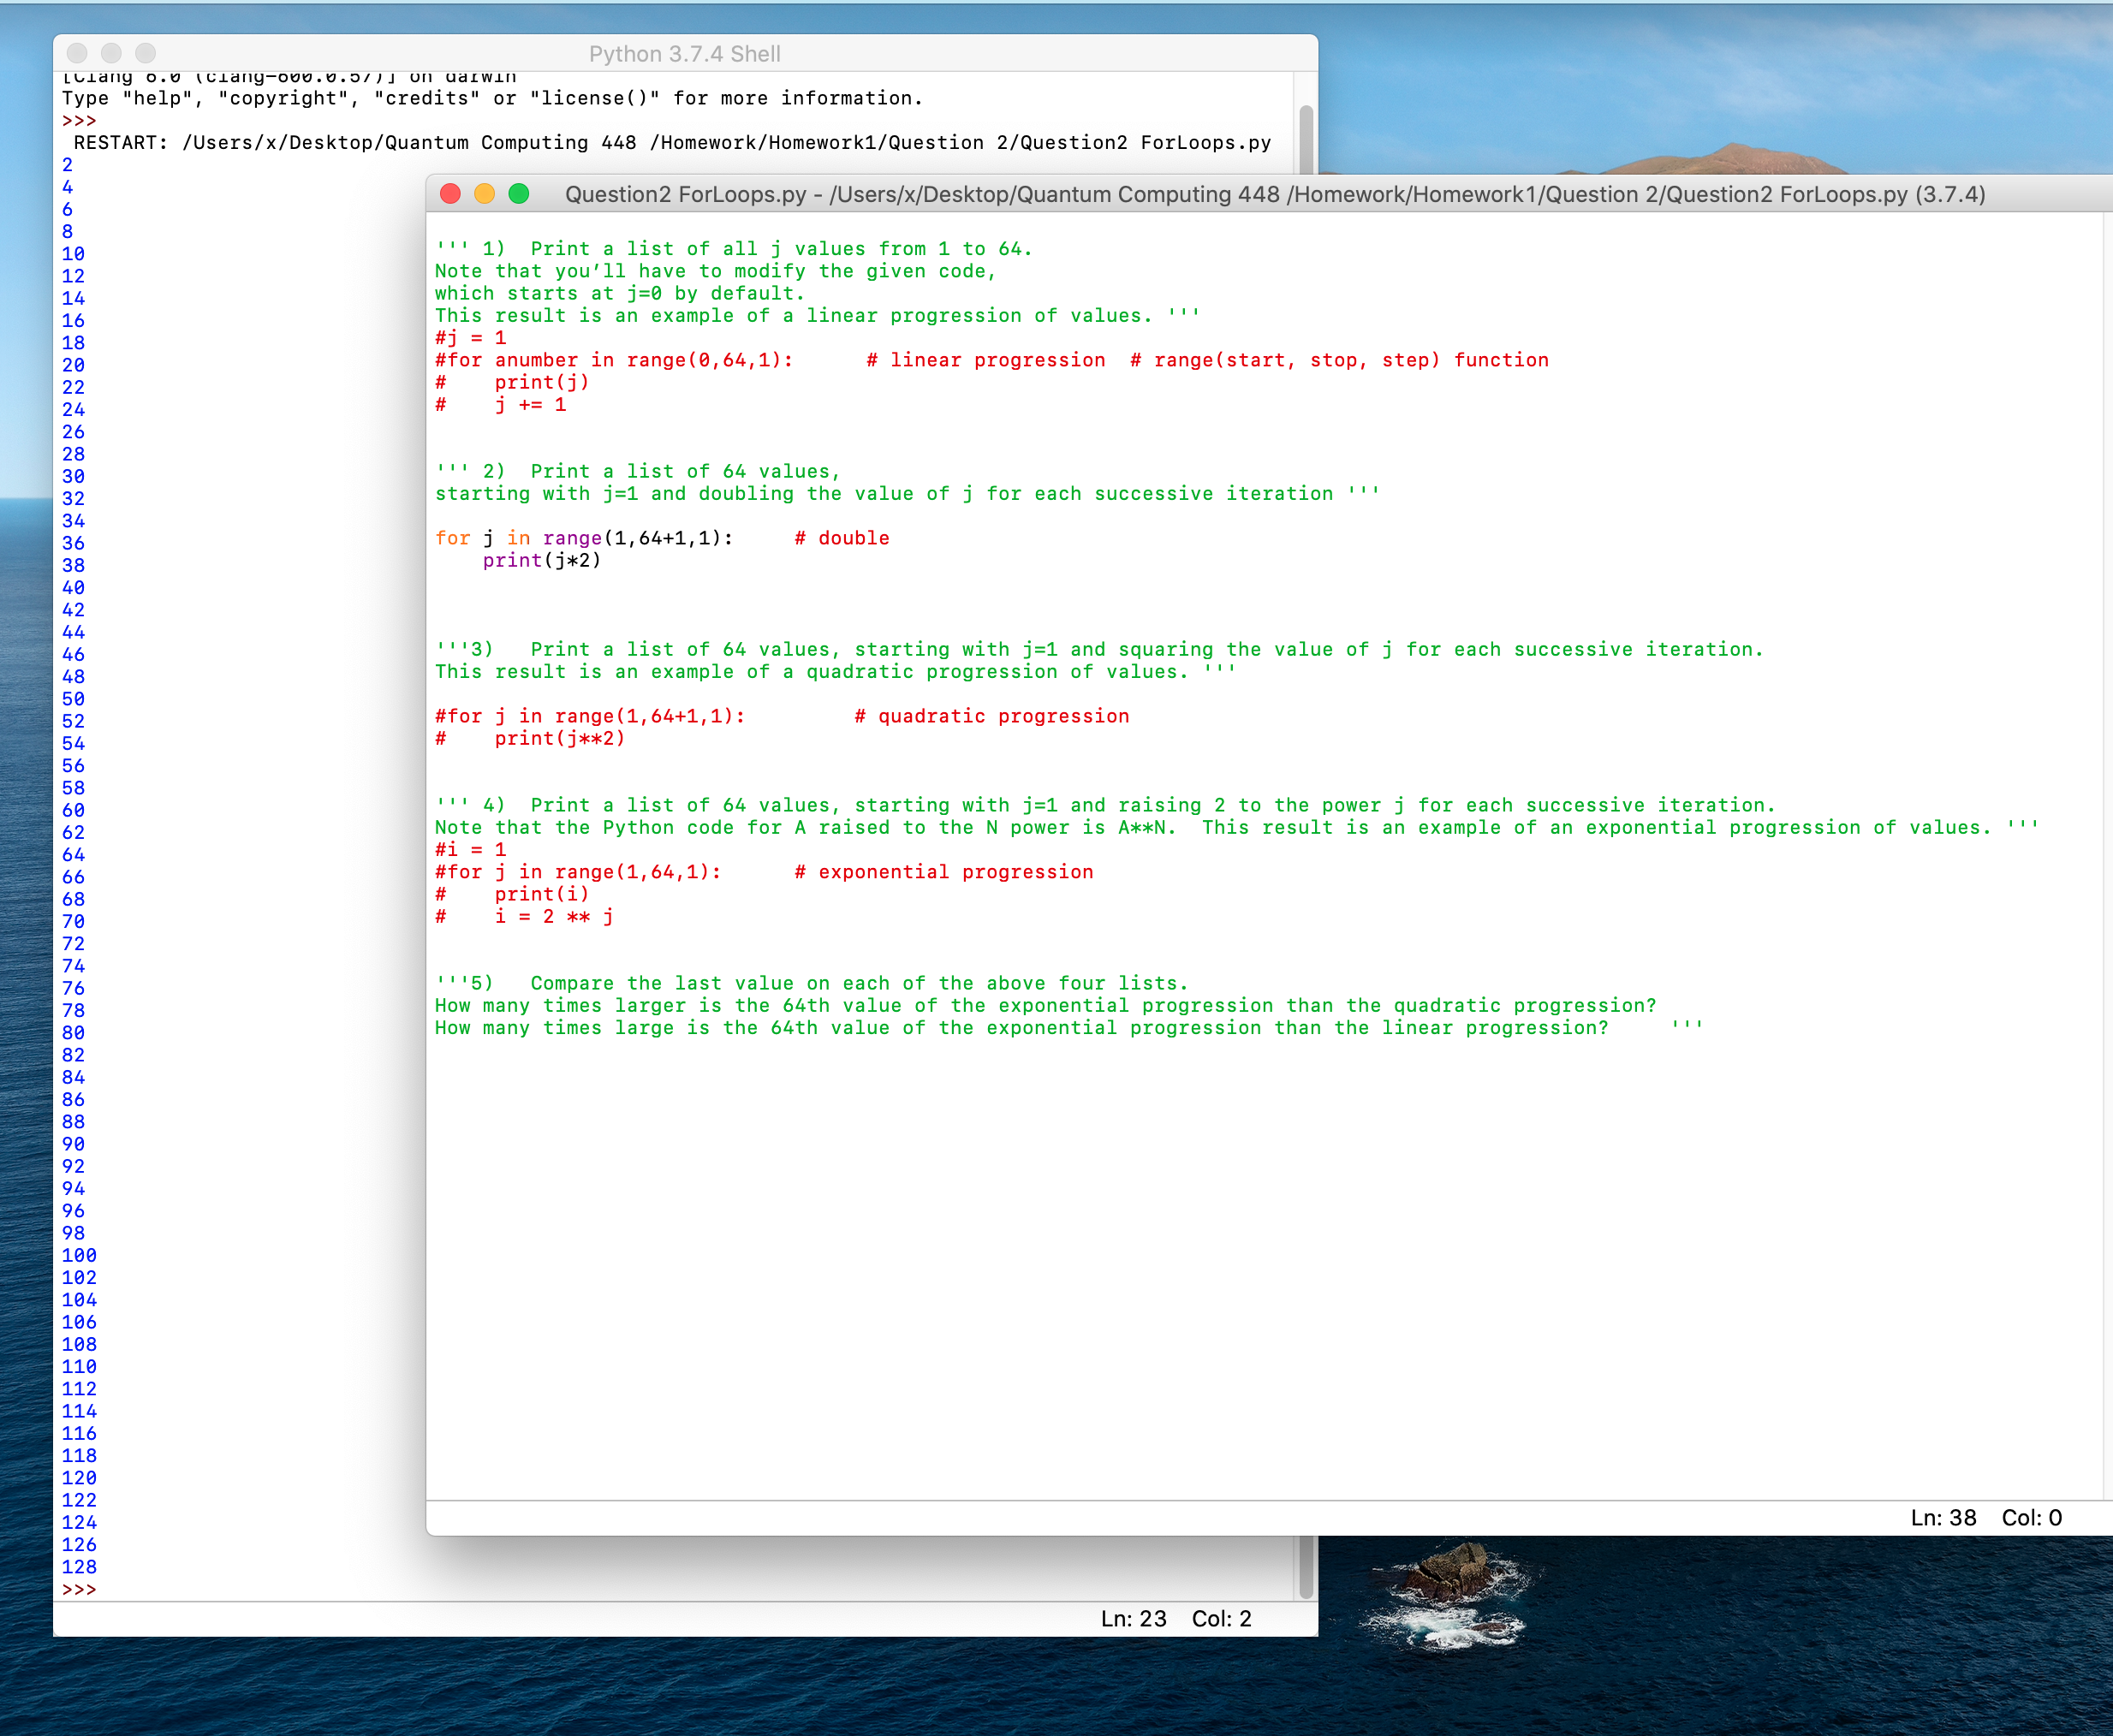 Python 3.7.4 Shell
[Clang 6.0 (clang-600.0.57)] on darwin
Type "help", "copyright", "credits" or "license()" for more information.
>>>
 RESTART: /Users/x/Desktop/Quantum Computing 448 /Homework/Homework1/Question 2/Question2 ForLoops.py
2
4
6
8
10
12
14
16
18
20
22
24
26
28
30
32
34
36
38
40
42
44
46
48
50
52
54
56
58
60
62
64
66
68
70
72
74
76
78
80
82
84
86
88
90
92
94
96
98
100
102
104
106
108
110
112
114
116
118
120
122
124
126
128
>>>
Ln: 23 Col: 2
Question2 ForLoops.py - /Users/x/Desktop/Quantum Computing 448 /Homework/Homework1/Question 2/Question2 ForLoops.py (3.7.4)
''' 1)  Print a list of all j values from 1 to 64.
Note that you’ll have to modify the given code,
which starts at j=0 by default.
This result is an example of a linear progression of values. '''
#j = 1
#for anumber in range(0,64,1):      # linear progression  # range(start, stop, step) function
#    print(j)
#    j += 1
''' 2)  Print a list of 64 values,
starting with j=1 and doubling the value of j for each successive iteration '''
for j in range(1,64+1,1):     # double
    print(j*2)
'''3)   Print a list of 64 values, starting with j=1 and squaring the value of j for each successive iteration.
This result is an example of a quadratic progression of values. '''
#for j in range(1,64+1,1):         # quadratic progression
#    print(j**2)
''' 4)  Print a list of 64 values, starting with j=1 and raising 2 to the power j for each successive iteration.
Note that the Python code for A raised to the N power is A**N.  This result is an example of an exponential progression of values. '''
#i = 1
#for j in range(1,64,1):      # exponential progression
#    print(i)
#    i = 2 ** j
'''5)   Compare the last value on each of the above four lists.
How many times larger is the 64th value of the exponential progression than the quadratic progression?
How many times large is the 64th value of the exponential progression than the linear progression?     '''
Ln: 38 Col: 0